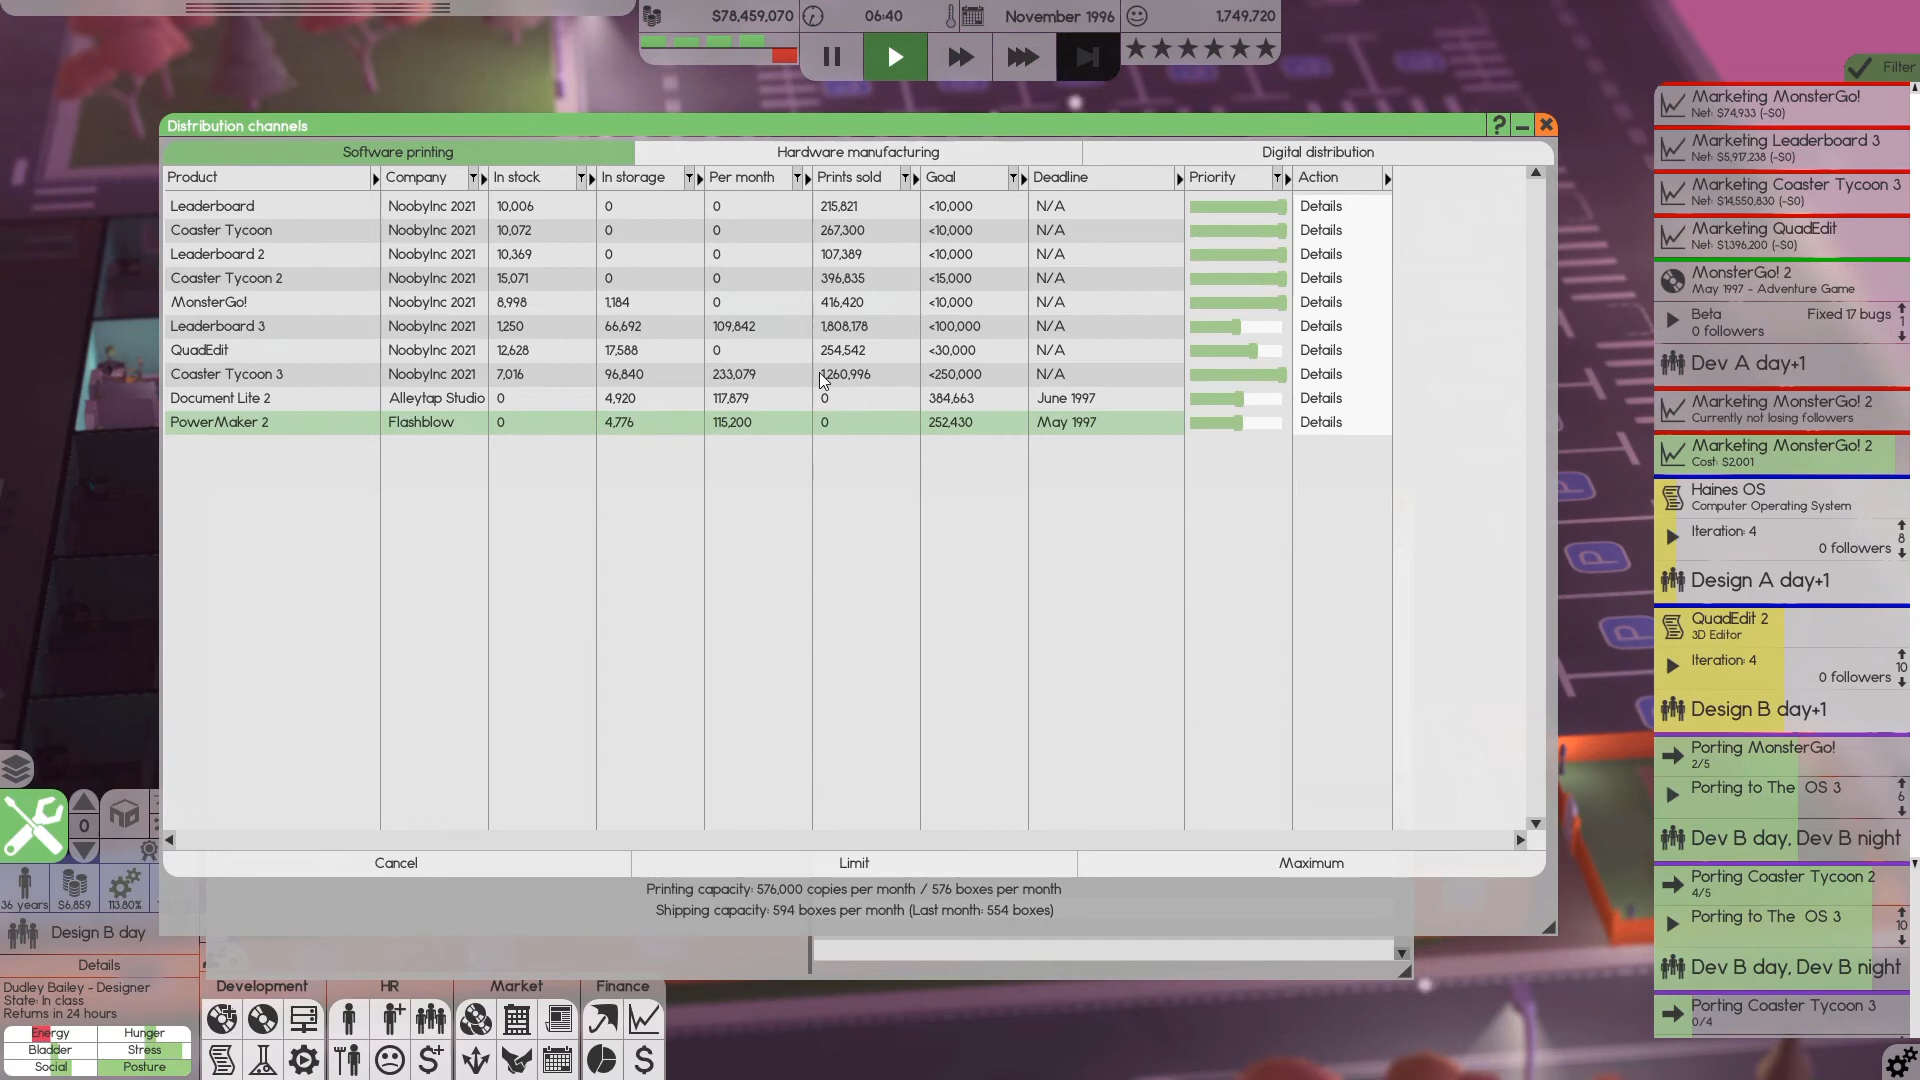 $78,459,070
06:40
November 1996
1,749,720
Filter
Distribution channels
?
Software printing
Hardware manufacturing
Digital distribution
Product Company In stock In storage Per month Prints sold Goal Deadline Priority Action
Leaderboard NoobyInc 2021 10,006 0 0 215,821 <10,000 N/A Details
Coaster Tycoon NoobyInc 2021 10,072 0 0 267,300 <10,000 N/A Details
Leaderboard 2 NoobyInc 2021 10,369 0 0 107,389 <10,000 N/A Details
Coaster Tycoon 2 NoobyInc 2021 15,071 0 0 396,835 <15,000 N/A Details
MonsterGo! NoobyInc 2021 8,998 1,184 0 416,420 <10,000 N/A Details
Leaderboard 3 NoobyInc 2021 1,250 66,692 109,842 1,808,178 <100,000 N/A Details
QuadEdit NoobyInc 2021 12,628 17,588 0 254,542 <30,000 N/A Details
Coaster Tycoon 3 NoobyInc 2021 7,016 96,840 233,079 1,260,996 <250,000 N/A Details
Document Lite 2 Alleytap Studio 0 4,920 117,879 0 384,663 June 1997 Details
PowerMaker 2 Flashblow 0 4,776 115,200 0 252,430 May 1997 Details
Cancel
Limit
Maximum
Printing capacity: 576,000 copies per month / 576 boxes per month
Shipping capacity: 594 boxes per month (Last month: 554 boxes)
Marketing MonsterGo!
Net: $74,933 (-$0)
Marketing Leaderboard 3
Net: $5,917,238 (-$0)
Marketing Coaster Tycoon 3
Net: $14,550,830 (-$0)
Marketing QuadEdit
Net: $1,396,200 (-$0)
MonsterGo! 2
May 1997 - Adventure Game
Beta Fixed 17 bugs
0 followers
1
Dev A day+1
Marketing MonsterGo! 2
Currently not losing followers
Marketing MonsterGo! 2
Cost: $2,001
Haines OS
Computer Operating System
Iteration: 4
8
0 followers
Design A day+1
QuadEdit 2
3D Editor
Iteration: 4
10
0 followers
Design B day+1
Porting MonsterGo!
2/5
Porting to The OS 3
6
Dev B day, Dev B night
Porting Coaster Tycoon 2
4/5
Porting to The OS 3
10
Dev B day, Dev B night
Porting Coaster Tycoon 3
0/4
0
36 years $6,859 113.80%
Design B day
Details
Dudley Bailey - Designer
State: In class
Returns in 24 hours
Energy Hunger
Bladder Stress
Social Posture
Development
HR
Market
Finance